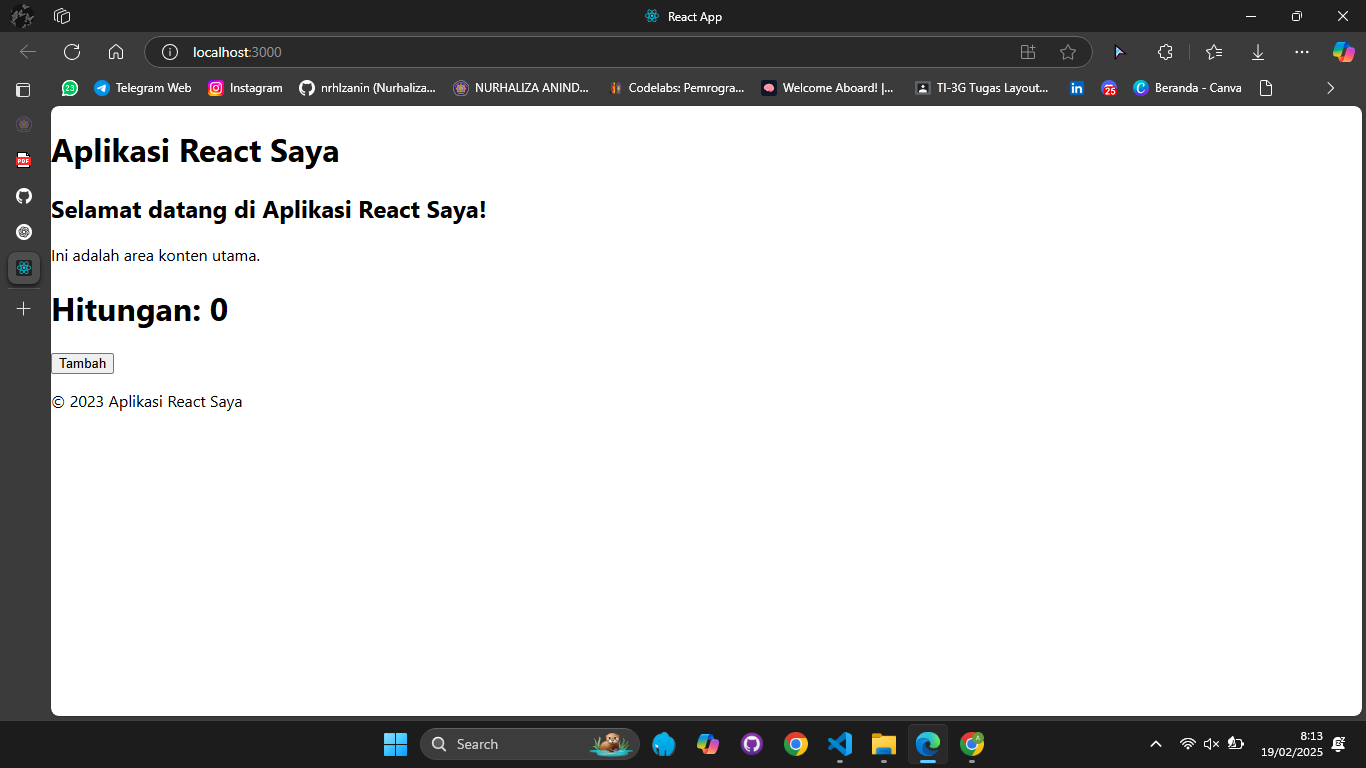 React App
localhost:3000
23
Telegram Web
Instagram
nrhlzanin (Nurhaliza...
NURHALIZA ANIND...
Codelabs: Pemrogra...
Welcome Aboard! |...
TI-3G Tugas Layout...
in
25
Beranda - Canva
PDF
Aplikasi React Saya
Selamat datang di Aplikasi React Saya!
Ini adalah area konten utama.
Hitungan: 0
Tambah
© 2023 Aplikasi React Saya
Search
8:13
19/02/2025